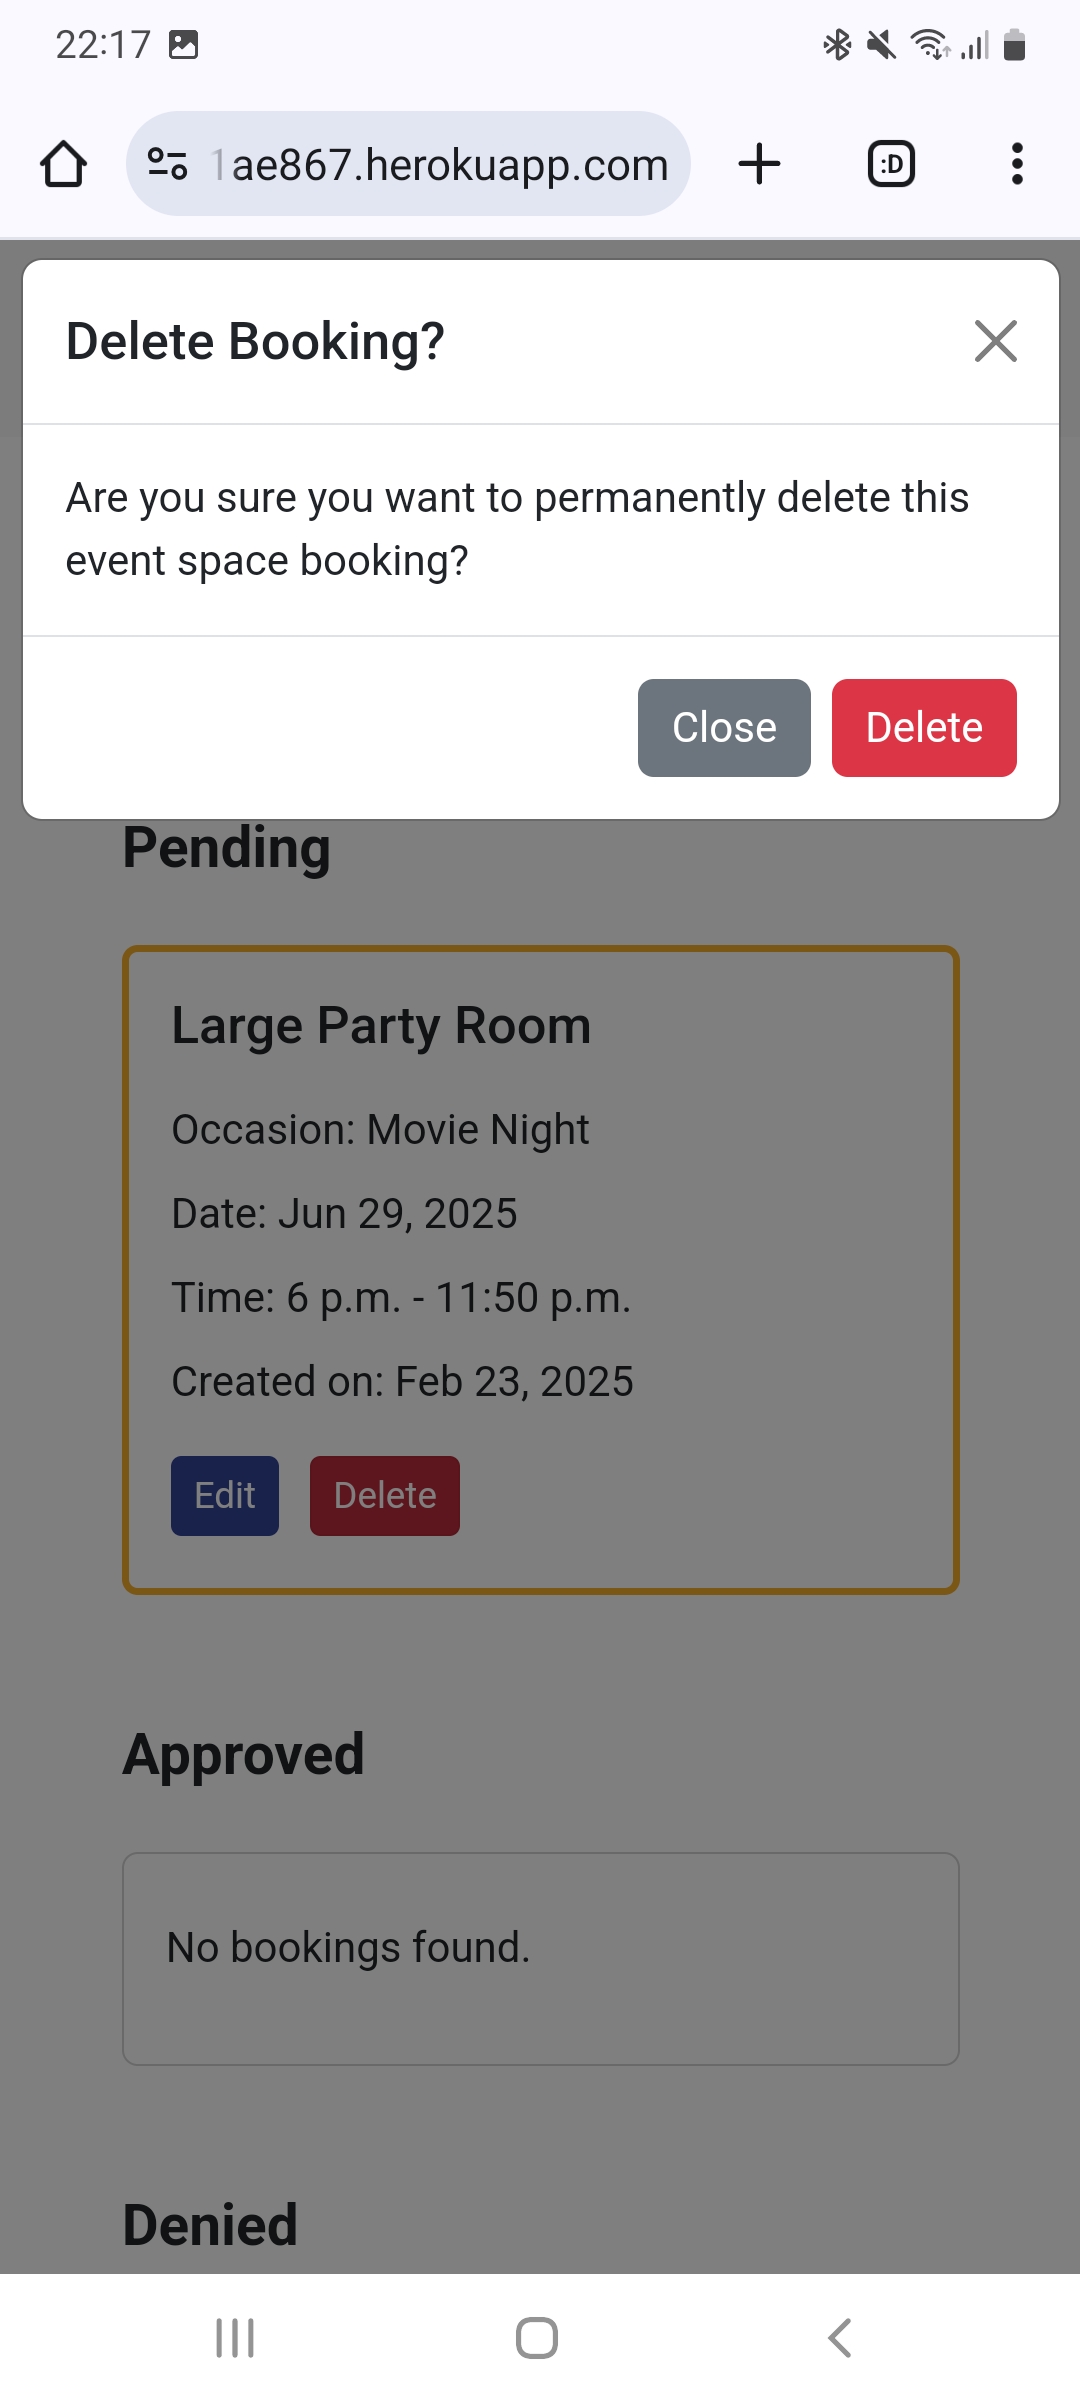 22:17
1ae867.herokuapp.com
:D
Delete Booking?
Are you sure you want to permanently delete this
event space booking?
Close
Delete
Pending
Large Party Room
Occasion: Movie Night
Date: Jun 29, 2025
Time: 6 p.m. - 11:50 p.m.
Created on: Feb 23, 2025
Edit
Delete
Approved
No bookings found.
Denied